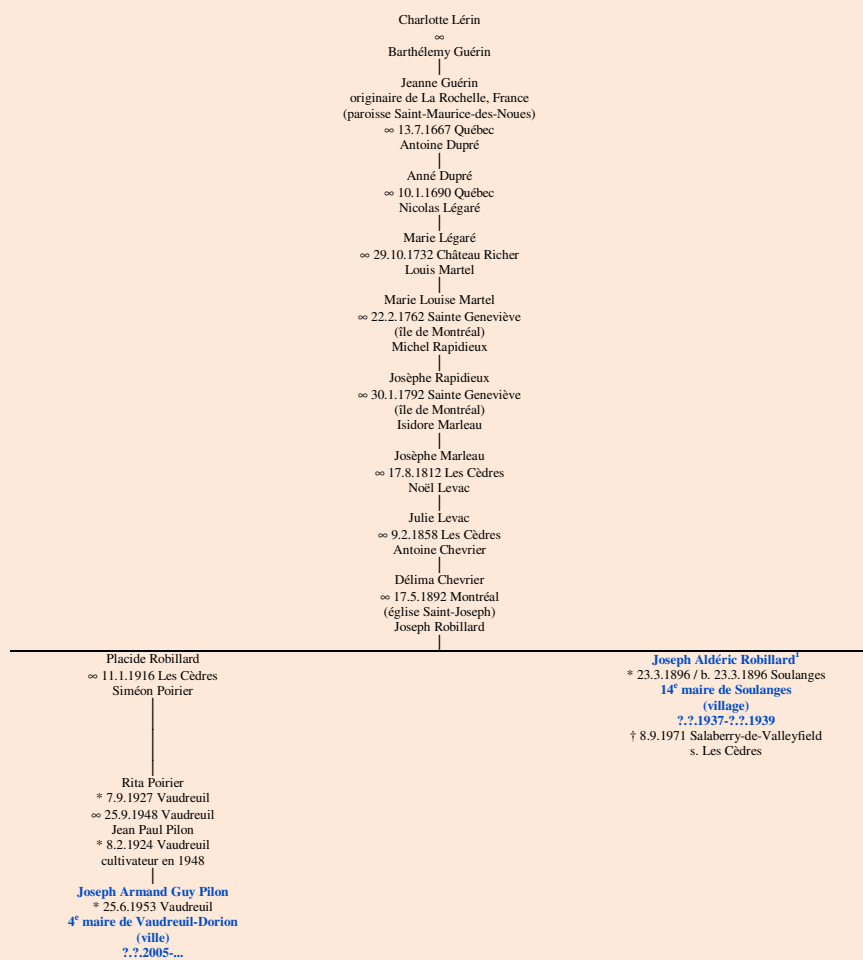 Charlotte Lérin
∞
Barthélemy Guérin
Jeanne Guérin
originaire de La Rochelle, France
(paroisse Saint-Maurice-des-Noues)
∞ 13.7.1667 Québec
Antoine Dupré
Anné Dupré
∞ 10.1.1690 Québec
Nicolas Légaré
Marie Légaré
∞ 29.10.1732 Château Richer
Louis Martel
Marie Louise Martel
∞ 22.2.1762 Sainte Geneviève
(île de Montréal)
Michel Rapidieux
Josèphe Rapidieux
∞ 30.1.1792 Sainte Geneviève
(île de Montréal)
Isidore Marleau
Josèphe Marleau
∞ 17.8.1812 Les Cèdres
Noël Levac
Julie Levac
∞ 9.2.1858 Les Cèdres
Antoine Chevrier
Délima Chevrier
∞ 17.5.1892 Montréal
(église Saint-Joseph)
Joseph Robillard
Placide Robillard
∞ 11.1.1916 Les Cèdres
Siméon Poirier
Rita Poirier
* 7.9.1927 Vaudreuil
∞ 25.9.1948 Vaudreuil
Jean Paul Pilon
* 8.2.1924 Vaudreuil
cultivateur en 1948
Joseph Armand Guy Pilon
* 25.6.1953 Vaudreuil
4e maire de Vaudreuil-Dorion
(ville)
?.?.2005-...
Joseph Aldéric Robillard1
* 23.3.1896 / b. 23.3.1896 Soulanges
14e maire de Soulanges
(village)
?.?.1937-?.?.1939
† 8.9.1971 Salaberry-de-Valleyfield
s. Les Cèdres